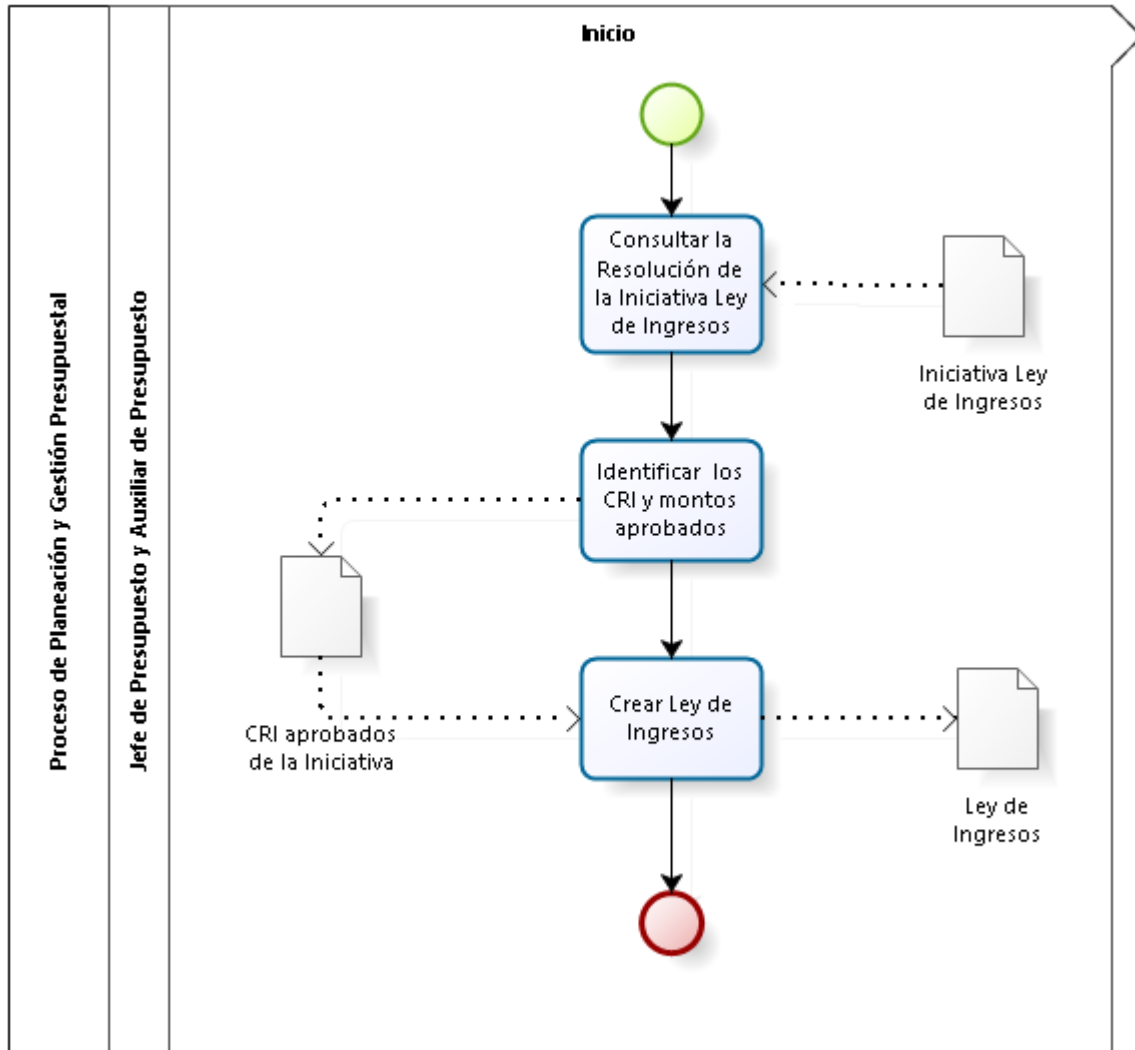 Proceso de Planeación y Gestión Presupuestal
Jefe de Presupuesto y Auxiliar de Presupuesto
Inicio
Consultar la
Resolución de
la Iniciativa Ley
de Ingresos
Iniciativa Ley
de Ingresos
Identificar los
CRI y montos
aprobados
CRI aprobados
de la Iniciativa
Crear Ley de
Ingresos
Ley de
Ingresos